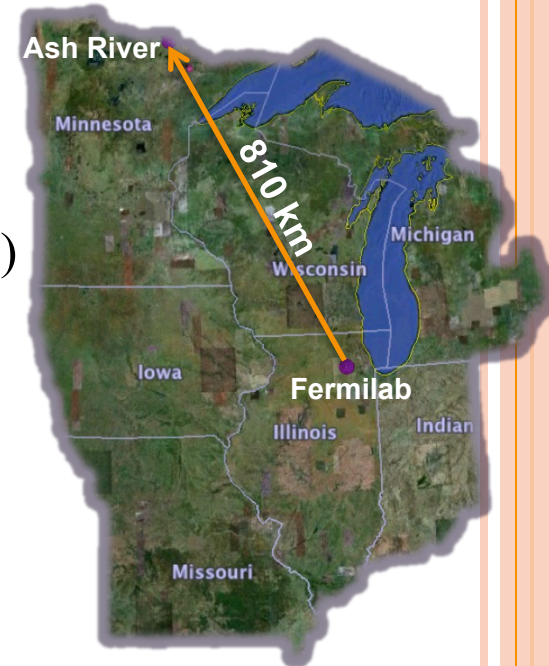 Ash River
Minnesota
810 km
)
Michigan
Wisconsin
Iowa
Fermilab
Illinois
Indian
Missouri